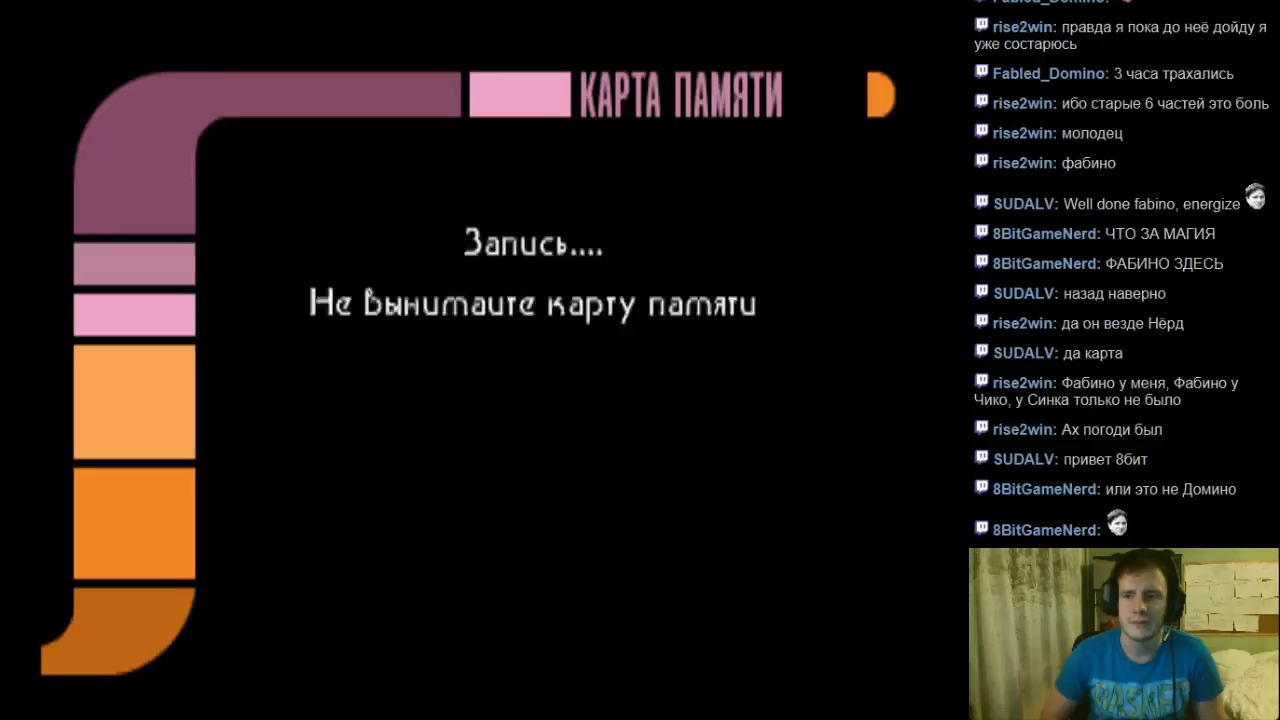 КАРТА ПАМЯТИ
Запись....
Не вынимаите карту памяти
rise2win: правда я пока до неё дойду я
уже состарюсь
Fabled_Domino: 3 часа трахались
rise2win: ибо старые 6 частей это боль
rise2win: молодец
rise2win: фабино
SUDALV: Well done fabino, energize
8BitGameNerd: ЧТО ЗА МАГИЯ
8BitGameNerd: ФАБИНО ЗДЕСЬ
SUDALV: назад наверно
rise2win: да он везде Нёрд
SUDALV: да карта
rise2win: Фабино у меня, Фабино у
Чико, у Синка только не было
rise2win: Ах погоди был
SUDALV: привет 8бит
8BitGameNerd: или это не Домино
8BitGameNerd: